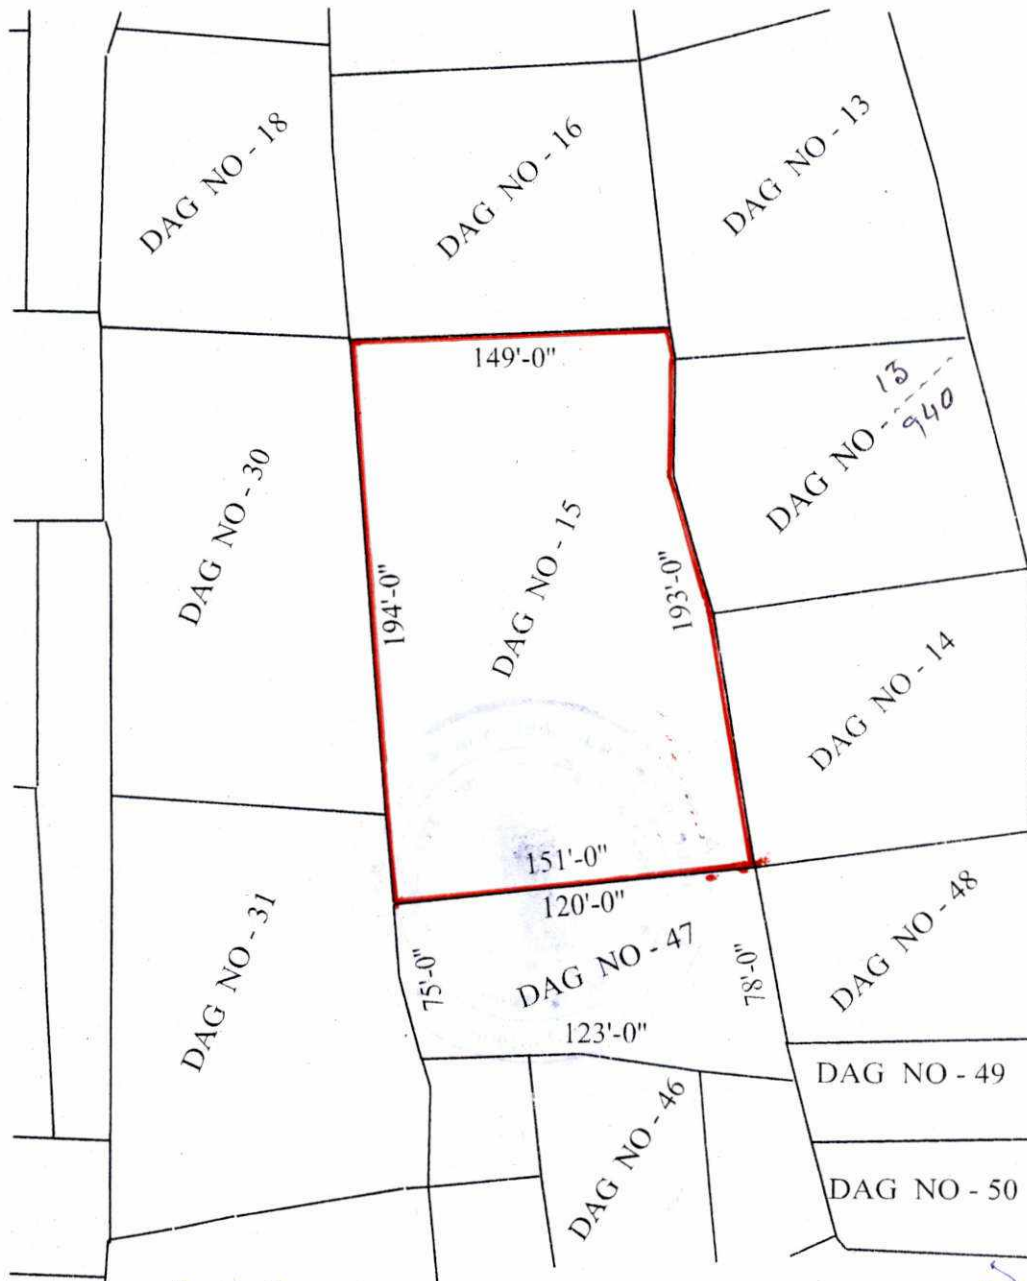 DAG NO - 18
DAG NO - 16
DAG NO - 13
149'-0"
DAG NO - 13
940
DAG NO - 30
DAG NO - 15
194'-0"
193'-0"
DAG NO - 14
151'-0"
120'-0"
DAG NO - 31
75'-0"
DAG NO - 47
78'-0"
DAG NO - 48
123'-0"
DAG NO - 49
DAG NO - 46
DAG NO - 50